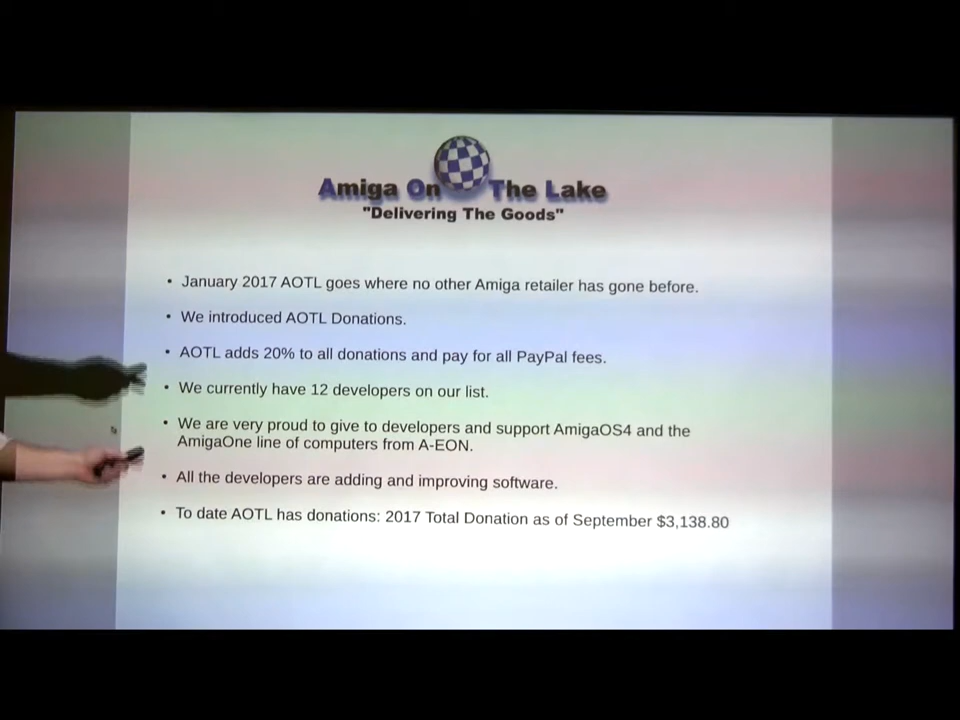 Amiga On The Lake
"Delivering The Goods"
• January 2017 AOTL goes where no other Amiga retailer has gone before.
• We introduced AOTL Donations.
• AOTL adds 20% to all donations and pay for all PayPal fees.
• We currently have 12 developers on our list.
• We are very proud to give to developers and support AmigaOS4 and the
AmigaOne line of computers from A-EON.
• All the developers are adding and improving software.
• To date AOTL has donations: 2017 Total Donation as of September $3,138.80